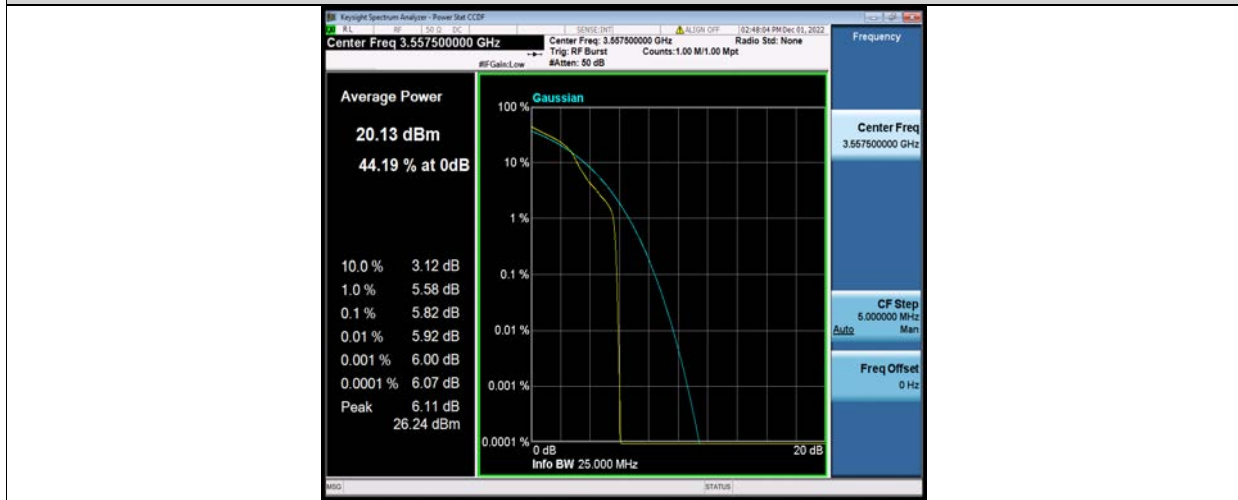 Keysight Spectrum Analyzer - Power Stat CCDF
RL RF 50 Ω DC SENSE:INT ALIGN OFF 02:48:04 PM Dec 01, 2022
Center Freq 3.557500000 GHz
Center Freq: 3.557500000 GHz Radio Std: None
Trig: RF Burst Counts:1.00 M/1.00 Mpt
#IFGain:Low #Atten: 50 dB
Frequency
Average Power
20.13 dBm
44.19 % at 0dB
10.0 % 3.12 dB
1.0 % 5.58 dB
0.1 % 5.82 dB
0.01 % 5.92 dB
0.001 % 6.00 dB
0.0001 % 6.07 dB
Peak 6.11 dB
26.24 dBm
Gaussian
100 %
10 %
1 %
0.1 %
0.01 %
0.001 %
0.0001 %
0 dB 20 dB
Info BW 25.000 MHz
Center Freq
3.557500000 GHz
CF Step
5.000000 MHz
Auto Man
Freq Offset
0 Hz
MSG STATUS